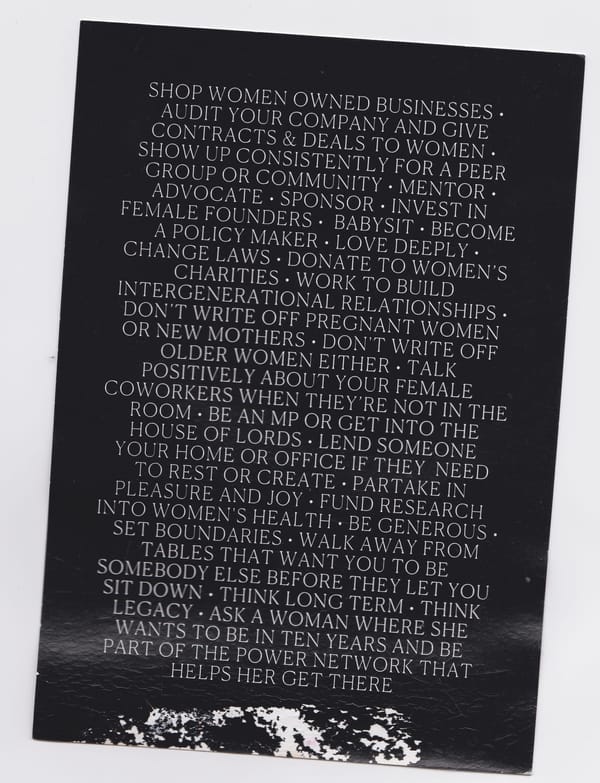 SHOP WOMEN OWNED BUSINESSES •
AUDIT YOUR COMPANY AND GIVE
CONTRACTS & DEALS TO WOMEN •
SHOW UP CONSISTENTLY FOR A PEER
GROUP OR COMMUNITY • MENTOR •
ADVOCATE • SPONSOR • INVEST IN
FEMALE FOUNDERS • BABYSIT • BECOME
A POLICY MAKER • LOVE DEEPLY •
CHANGE LAWS • DONATE TO WOMEN'S
CHARITIES • WORK TO BUILD
INTERGENERATIONAL RELATIONSHIPS •
DON'T WRITE OFF PREGNANT WOMEN
OR NEW MOTHERS • DON'T WRITE OFF
OLDER WOMEN EITHER • TALK
POSITIVELY ABOUT YOUR FEMALE
COWORKERS WHEN THEY'RE NOT IN THE
ROOM • BE AN MP OR GET INTO THE
HOUSE OF LORDS • LEND SOMEONE
YOUR HOME OR OFFICE IF THEY NEED
TO REST OR CREATE • PARTAKE IN
PLEASURE AND JOY • FUND RESEARCH
INTO WOMEN'S HEALTH • BE GENEROUS •
SET BOUNDARIES • WALK AWAY FROM
TABLES THAT WANT YOU TO BE
SOMEBODY ELSE BEFORE THEY LET YOU
SIT DOWN • THINK LONG TERM • THINK
LEGACY • ASK A WOMAN WHERE SHE
WANTS TO BE IN TEN YEARS AND BE
PART OF THE POWER NETWORK THAT
HELPS HER GET THERE